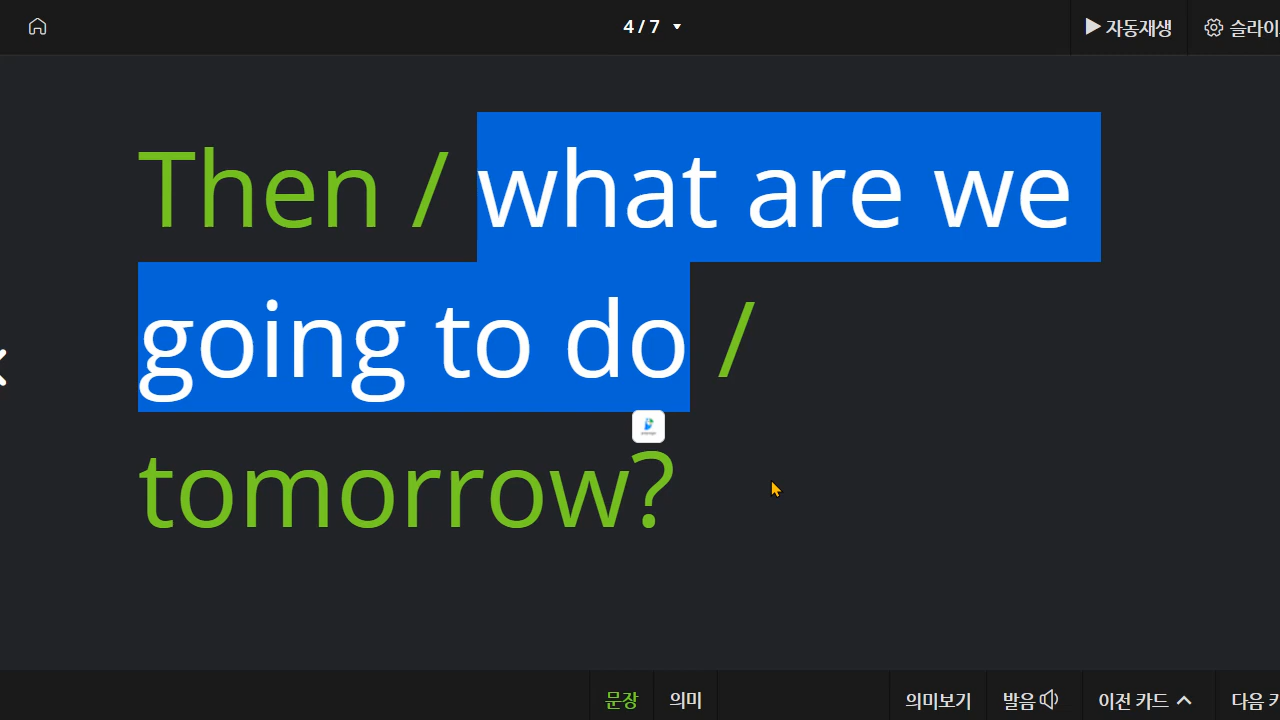 4 / 7
자동재생
슬라이
Then / what are we
going to do /
tomorrow?
문장
의미
의미보기
발음
이전 카드
다음